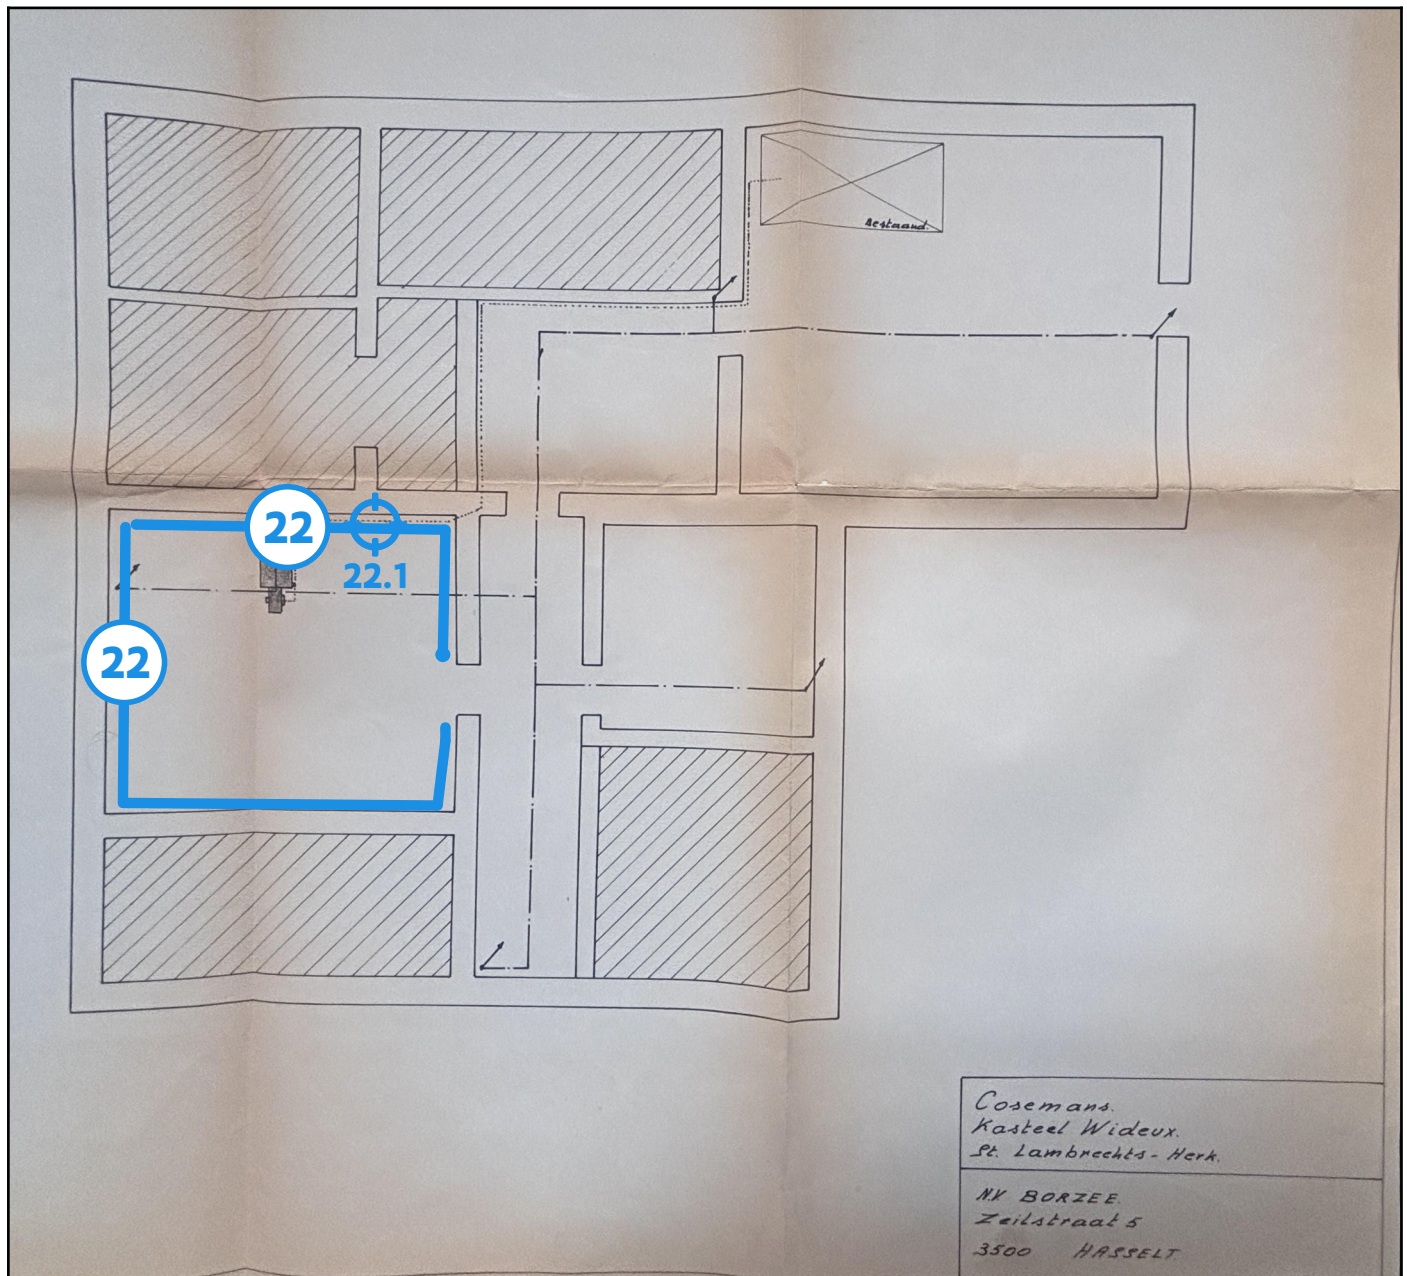 Bestaand.
22
22.1
22
Cosemans.
Kasteel Wideux.
St. Lambrechts - Herk.
N.V BORZEE.
Zeilstraat 5
3500 HASSELT